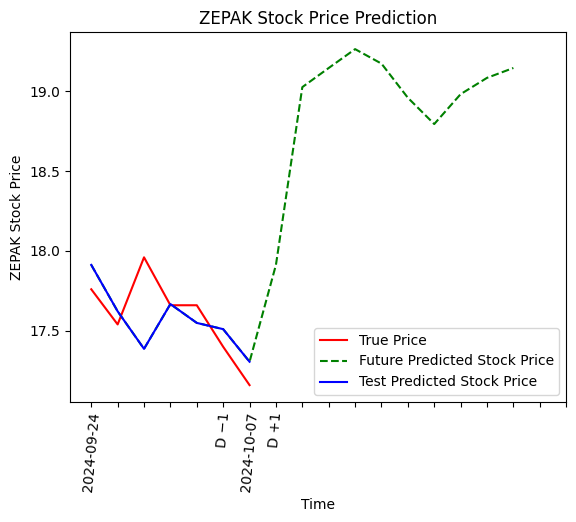 ZEPAK Stock Price Prediction
ZEPAK Stock Price
19.0
18.5
18.0
17.5
True Price
Future Predicted Stock Price
Test Predicted Stock Price
2024-09-24
D −1
2024-10-07
D +1
Time